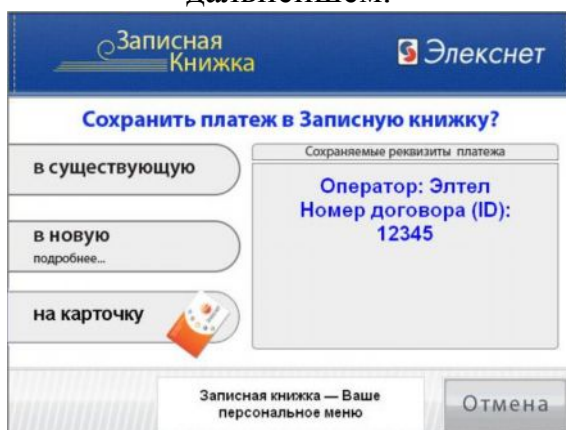 дальнейшем.
Записная
Книжка
Элекснет
Сохранить платеж в Записную книжку?
в существующую
в новую
подробнее...
на карточку
Сохраняемые реквизиты платежа
Оператор: Элтел
Номер договора (ID):
12345
Записная книжка — Ваше
персональное меню
Отмена